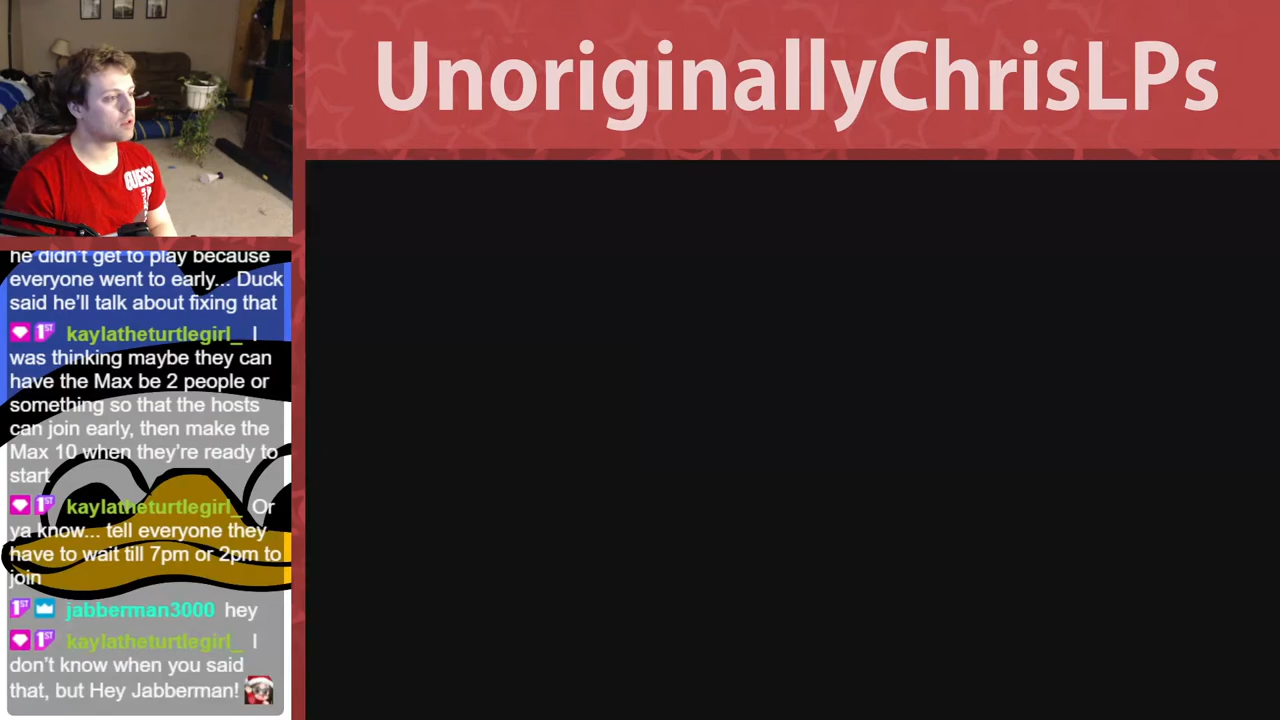 UnoriginallyChrisLPs
GUESS
he didn't get to play because
everyone went to early... Duck
said he'll talk about fixing that
kaylatheturtlegirl_ I
was thinking maybe they can
have the Max be 2 people or
something so that the hosts
can join early, then make the
Max 10 when they're ready to
start
kaylatheturtlegirl_ Or
ya know... tell everyone they
have to wait till 7pm or 2pm to
join
jabberman3000 hey
kaylatheturtlegirl_ I
don't know when you said
that, but Hey Jabberman!